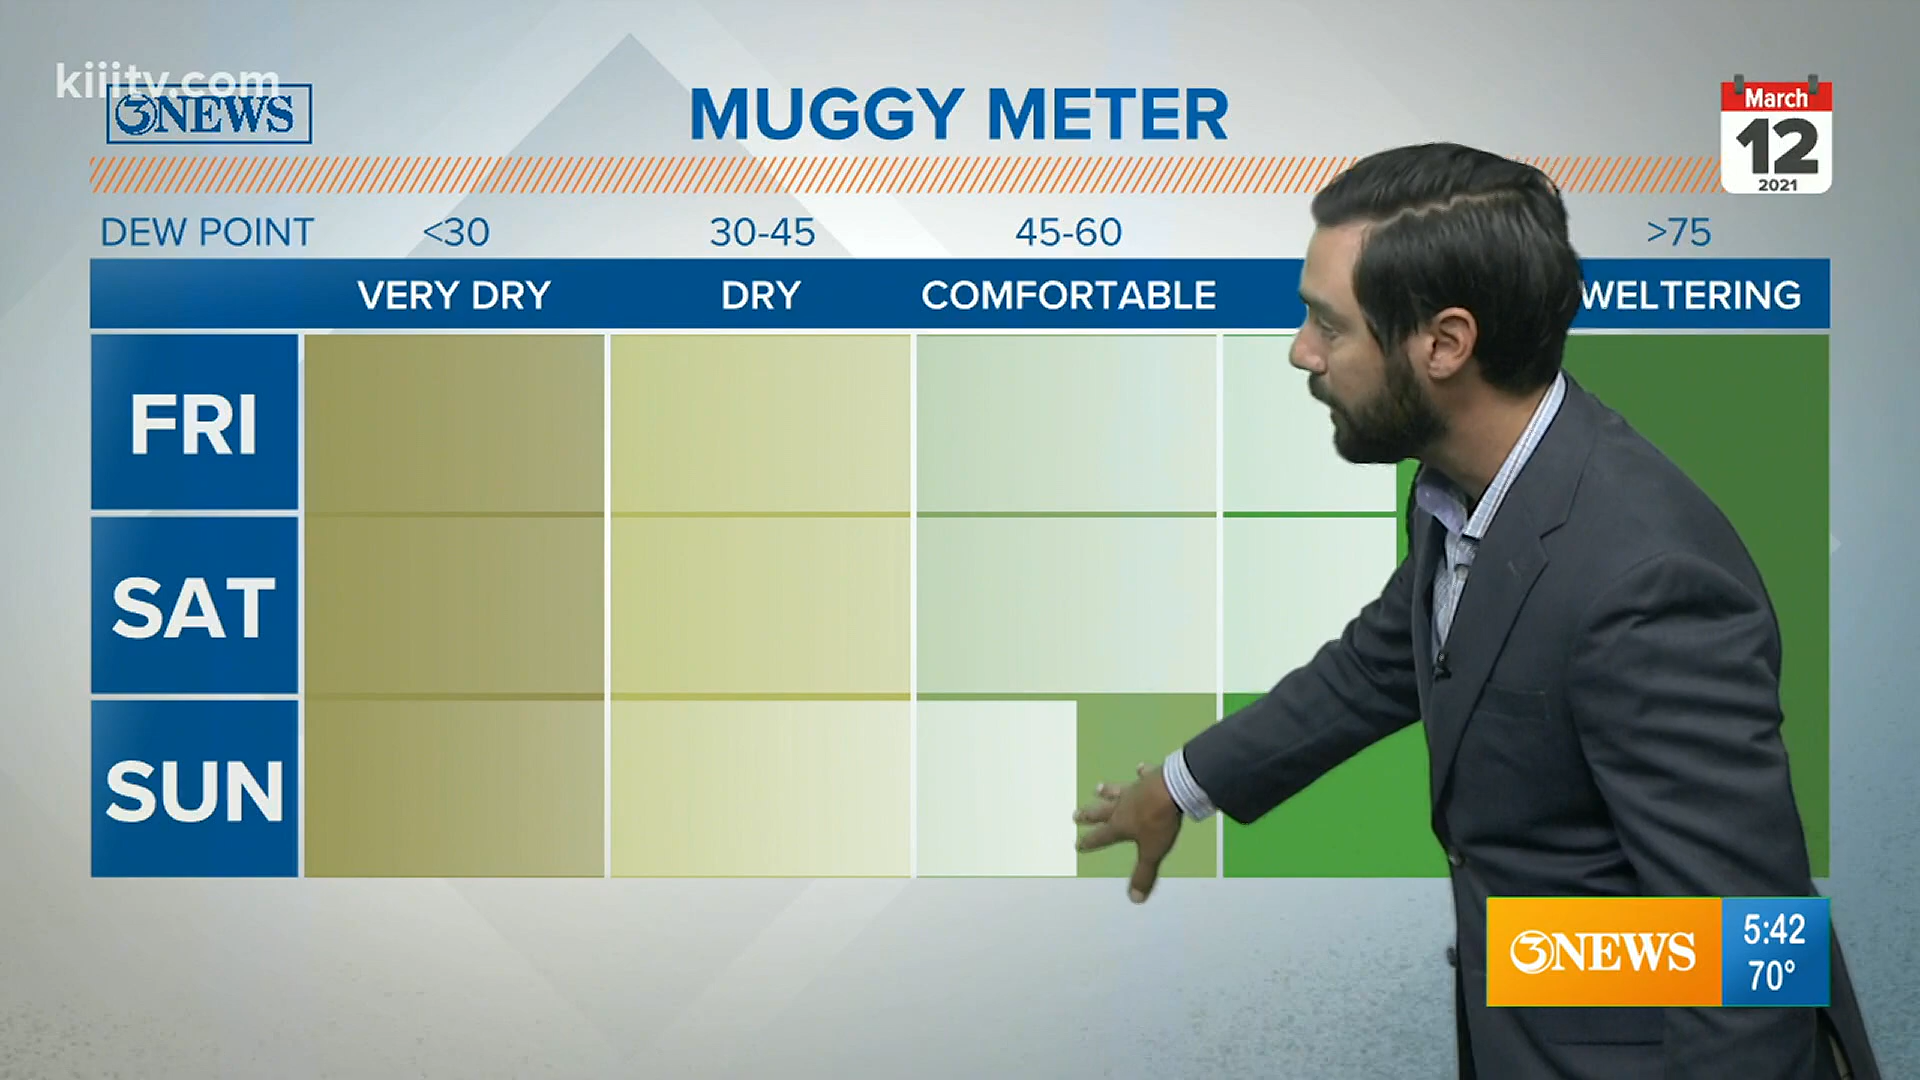 kiiitv.com
3NEWS
MUGGY METER
March
12
2021
DEW POINT <30 30-45 45-60 >75
VERY DRY DRY COMFORTABLE WELTERING
FRI
SAT
SUN
3NEWS
5:42
70°